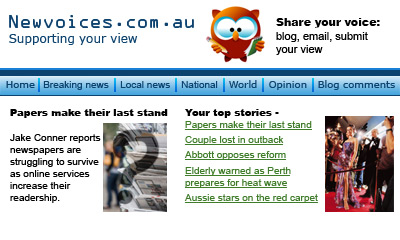 Newvoices.com.au
Supporting your view
Share your voice:
blog, email, submit
your view
Home
Breaking news
Local news
National
World
Opinion
Blog comments
Papers make their last stand
Jake Conner reports
newspapers are
struggling to survive
as online services
increase their
readership.
Your top stories -
Papers make their last stand
Couple lost in outback
Abbott opposes reform
Elderly warned as Perth
prepares for heat wave
Aussie stars on the red carpet